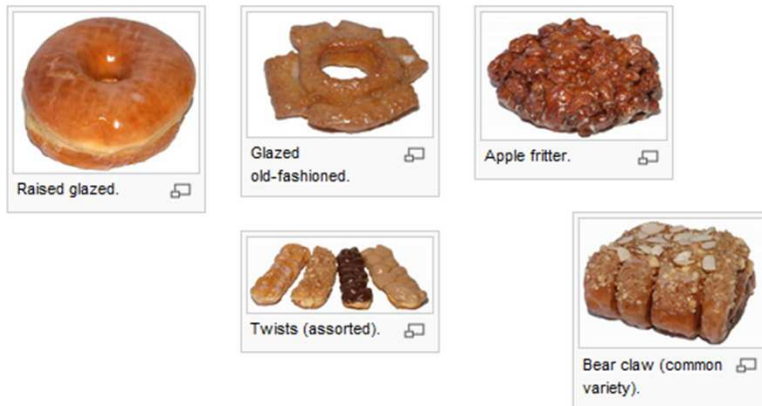 Raised glazed.
Glazed
old-fashioned.
Apple fritter.
Twists (assorted).
Bear claw (common
variety).